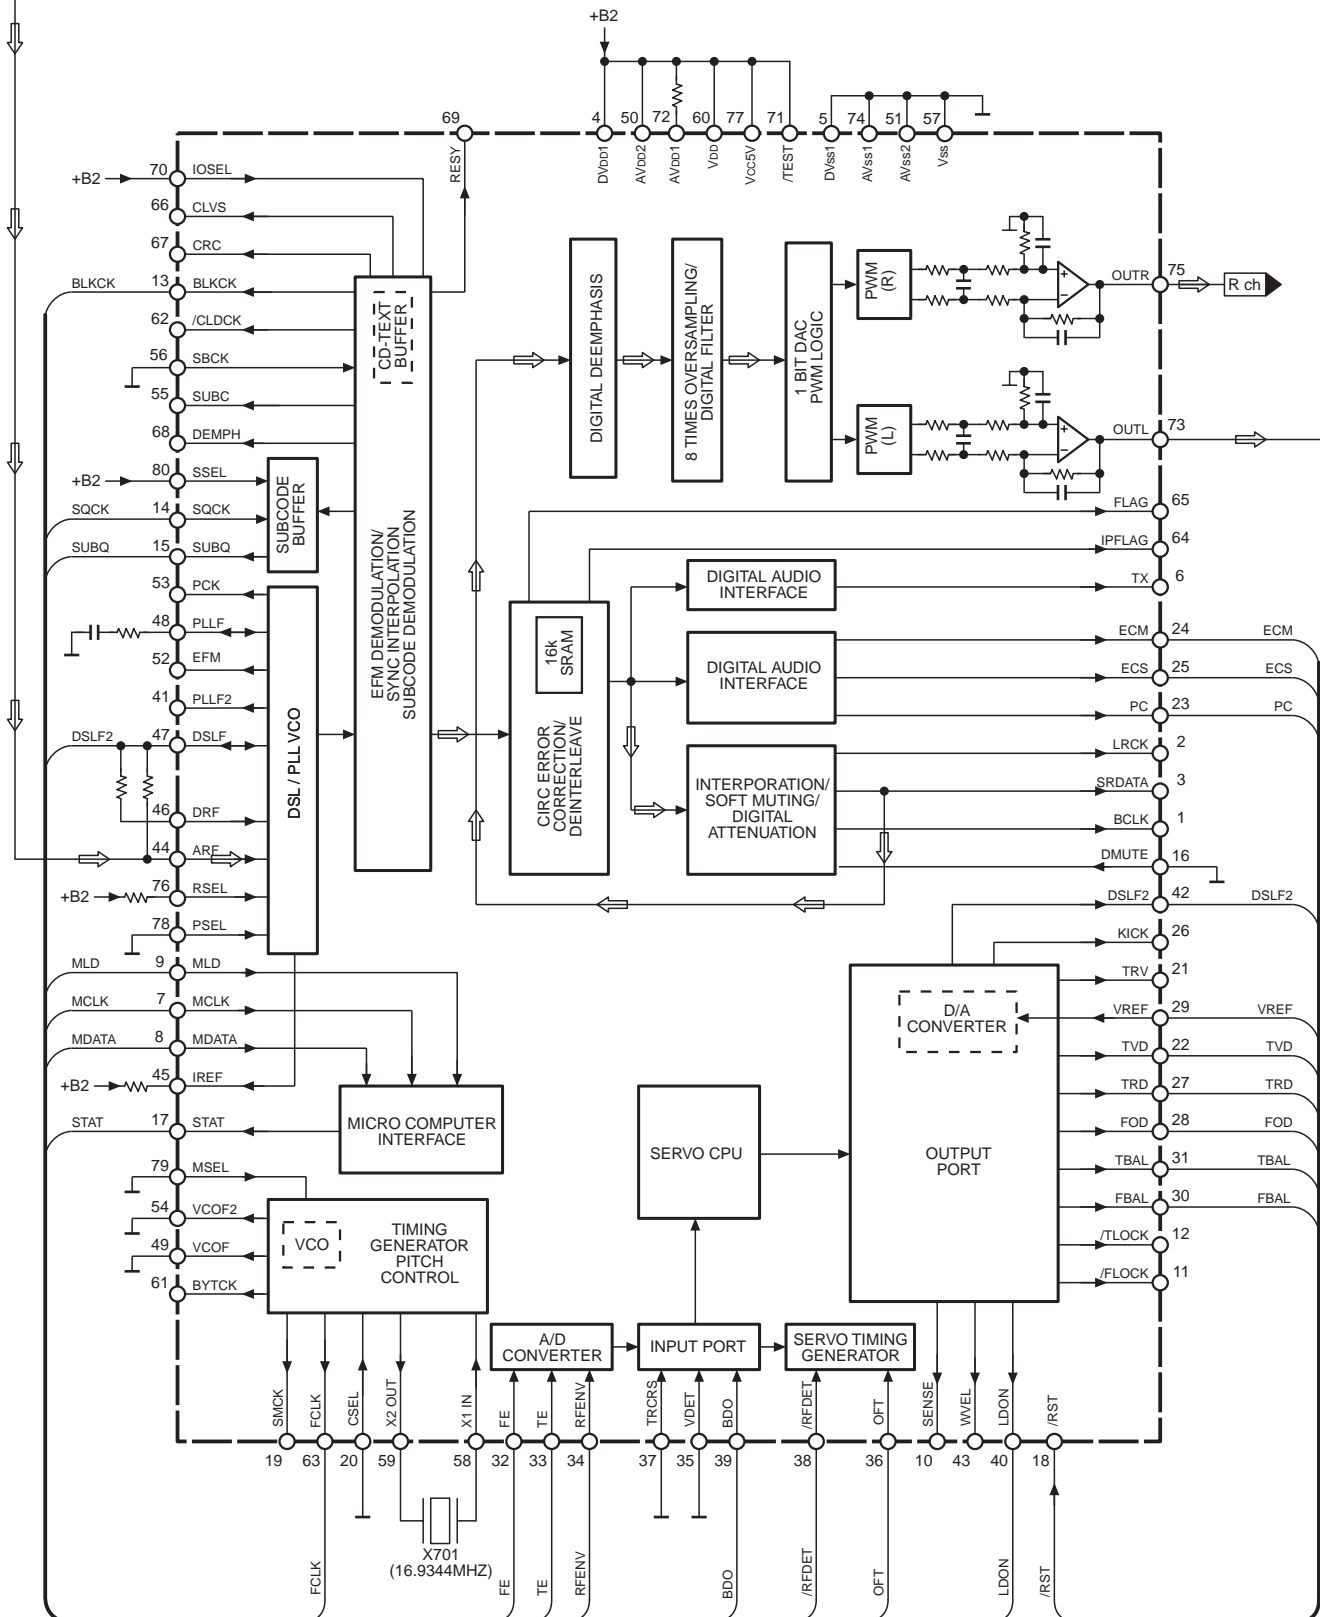 +B2
4
50
72
60
77
71
5
74
51
57
69
DVDD1
AVDD2
AVDD1
VDD
VCC5V
/TEST
DVss1
AVss1
AVss2
Vss
RESY
+B2
70
IOSEL
66
CLVS
67
CRC
BLKCK
13
BLKCK
62
/CLDCK
56
SBCK
55
SUBC
68
DEMPH
+B2
80
SSEL
SQCK
14
SQCK
SUBQ
15
SUBQ
53
PCK
48
PLLF
52
EFM
41
PLLF2
DSLF2
47
DSLF
46
DRF
44
ARF
+B2
76
RSEL
78
PSEL
MLD
9
MLD
MCLK
7
MCLK
MDATA
8
MDATA
+B2
45
IREF
STAT
17
STAT
79
MSEL
54
VCOF2
49
VCOF
61
BYTCK
CD-TEXT
BUFFER
EFM DEMODULATION/
SYNC INTERPOLATION
SUBCODE DEMODULATION
SUBCODE
BUFFER
DSL / PLL VCO
DIGITAL DEEMPHASIS
8 TIMES OVERSAMPLING/
DIGITAL FILTER
1 BIT DAC
PWM LOGIC
PWM
(R)
PWM
(L)
+
−
+
−
OUTR
75
R ch
OUTL
73
FLAG
65
IPFLAG
64
TX
6
ECM
24
ECM
ECS
25
ECS
PC
23
PC
LRCK
2
SRDATA
3
BCLK
1
DMUTE
16
DSLF2
42
DSLF2
KICK
26
TRV
21
VREF
29
VREF
TVD
22
TVD
TRD
27
TRD
FOD
28
FOD
TBAL
31
TBAL
FBAL
30
FBAL
/TLOCK
12
/FLOCK
11
16k
SRAM
CIRC ERROR
CORRECTION/
DEINTERLEAVE
DIGITAL AUDIO
INTERFACE
DIGITAL AUDIO
INTERFACE
INTERPORATION/
SOFT MUTING/
DIGITAL
ATTENUATION
D/A
CONVERTER
OUTPUT
PORT
SERVO CPU
MICRO COMPUTER
INTERFACE
VCO
TIMING
GENERATOR
PITCH
CONTROL
A/D
CONVERTER
INPUT PORT
SERVO TIMING
GENERATOR
SMCK
FCLK
CSEL
X2 OUT
X1 IN
FE
TE
RFENV
TRCRS
VDET
BDO
/RFDET
OFT
SENSE
WVEL
LDON
/RST
19
63
20
59
58
32
33
34
37
35
39
38
36
10
43
40
18
X701
(16.9344MHZ)
FCLK
FE
TE
RFENV
BDO
/RFDET
OFT
LDON
/RST